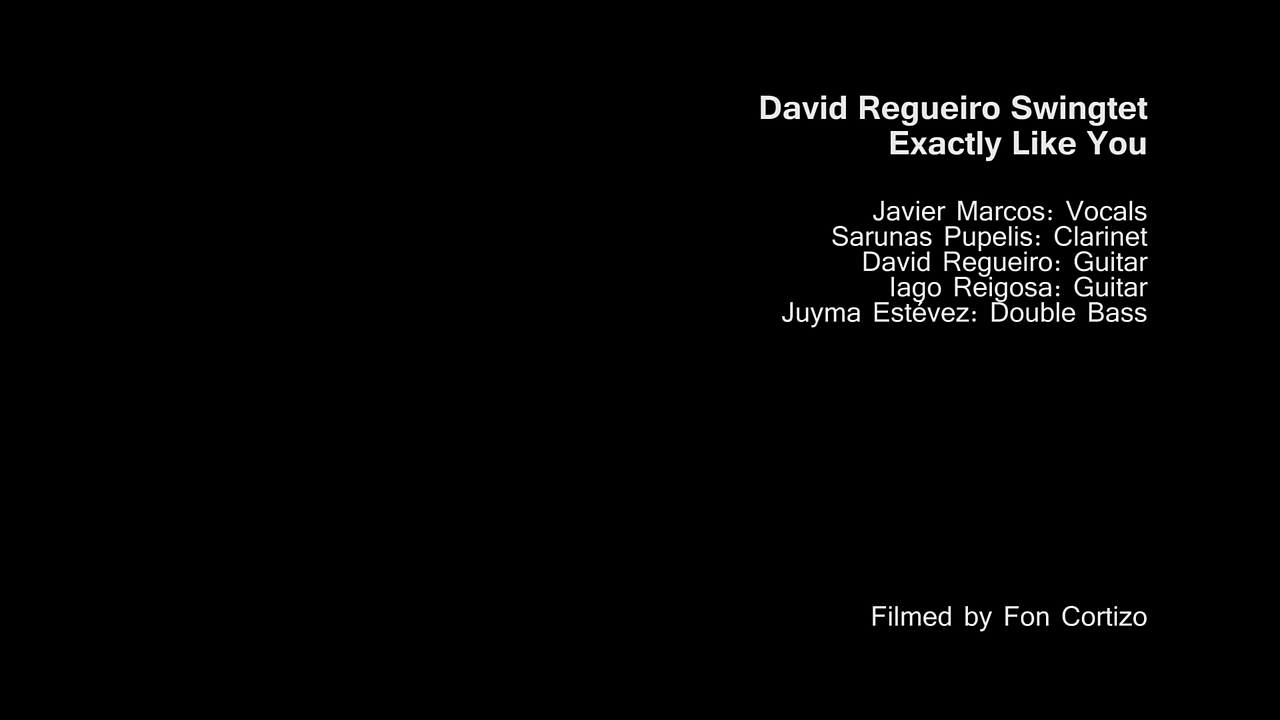 David Regueiro Swingtet
Exactly Like You
Javier Marcos: Vocals
Sarunas Pupelis: Clarinet
David Regueiro: Guitar
Iago Reigosa: Guitar
Juyma Estévez: Double Bass
Filmed by Fon Cortizo